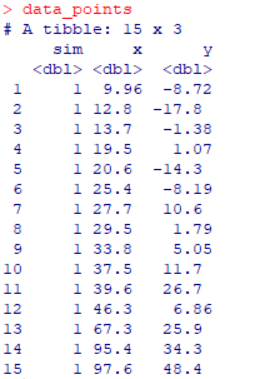 > data_points
# A tibble: 15 x 3
sim x y
<dbl> <dbl> <dbl>
1 1 9.96 -8.72
2 1 12.8 -17.8
3 1 13.7 -1.38
4 1 19.5 1.07
5 1 20.6 -14.3
6 1 25.4 -8.19
7 1 27.7 10.6
8 1 29.5 1.79
9 1 33.8 5.05
10 1 37.5 11.7
11 1 39.6 26.7
12 1 46.3 6.86
13 1 67.3 25.9
14 1 95.4 34.3
15 1 97.6 48.4